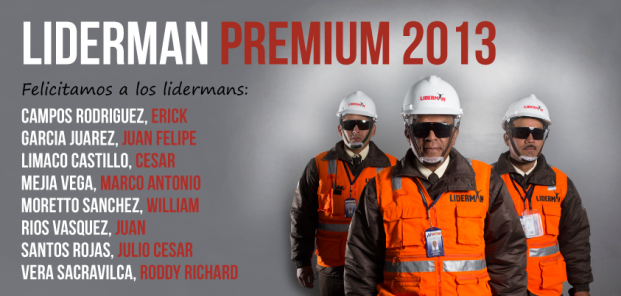 LIDERMAN PREMIUM 2013
Felicitamos a los lidermans:
CAMPOS RODRIGUEZ, ERICK
GARCIA JUAREZ, JUAN FELIPE
LIMACO CASTILLO, CESAR
MEJIA VEGA, MARCO ANTONIO
MORETTO SANCHEZ, WILLIAM
RIOS VASQUEZ, JUAN
SANTOS ROJAS, JULIO CESAR
VERA SACRAVILCA, RODDY RICHARD
LIDERMAN
LIDERMAN
LIDERMAN
LIDERMAN